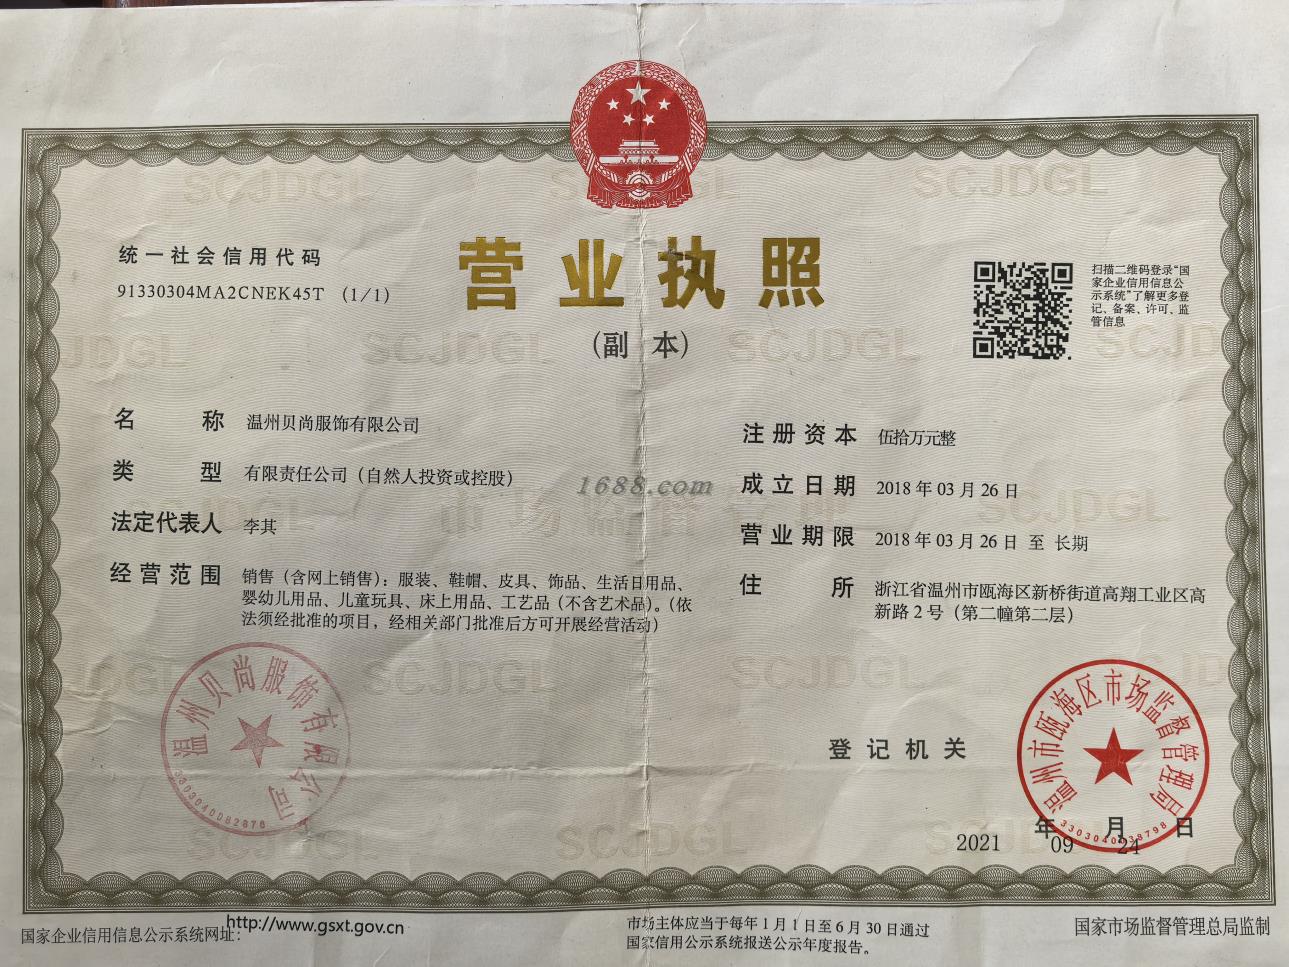 统一社会信用代码
91330304MA2CNEK45T (1/1)
营业执照
(副本)
扫描二维码登录“国
家企业信用信息公
示系统”了解更多登
记、备案、许可、监
管信息
名称 温州贝尚服饰有限公司
类型 有限责任公司（自然人投资或控股）
法定代表人 李其
经营范围 销售（含网上销售）：服装、鞋帽、皮具、饰品、生活日用品、
婴幼儿用品、儿童玩具、床上用品、工艺品（不含艺术品）。（依
法须经批准的项目，经相关部门批准后方可开展经营活动）
注册资本 伍拾万元整
成立日期 2018年03月26日
营业期限 2018年03月26日 至 长期
住所 浙江省温州市瓯海区新桥街道高翔工业区高
新路2号（第二幢第二层）
1688.com
温州贝尚服饰有限公司
3303040082876
登记机关
温州市瓯海区市场监督管理局
2021年09月24日
国家企业信用信息公示系统网址：http://www.gsxt.gov.cn
市场主体应当于每年1月1日至6月30日通过
国家信用公示系统报送公示年度报告。
国家市场监督管理总局监制
SCJDGL